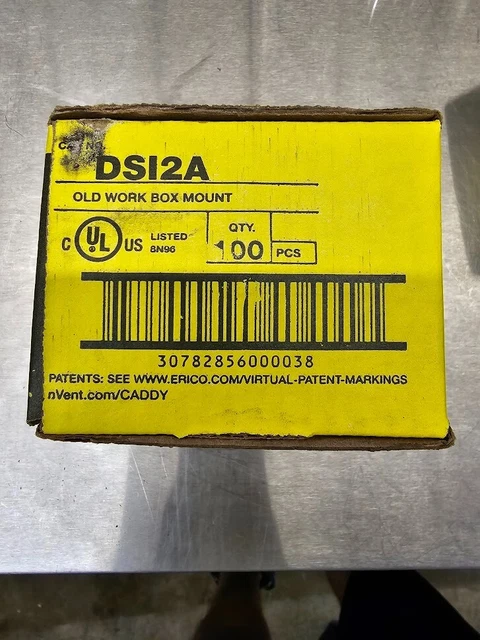 DSI2A
OLD WORK BOX MOUNT
C UL US LISTED
8N96
QTY.
100 PCS
30782856000038
PATENTS: SEE WWW.ERICO.COM/VIRTUAL-PATENT-MARKINGS
nVent.com/CADDY